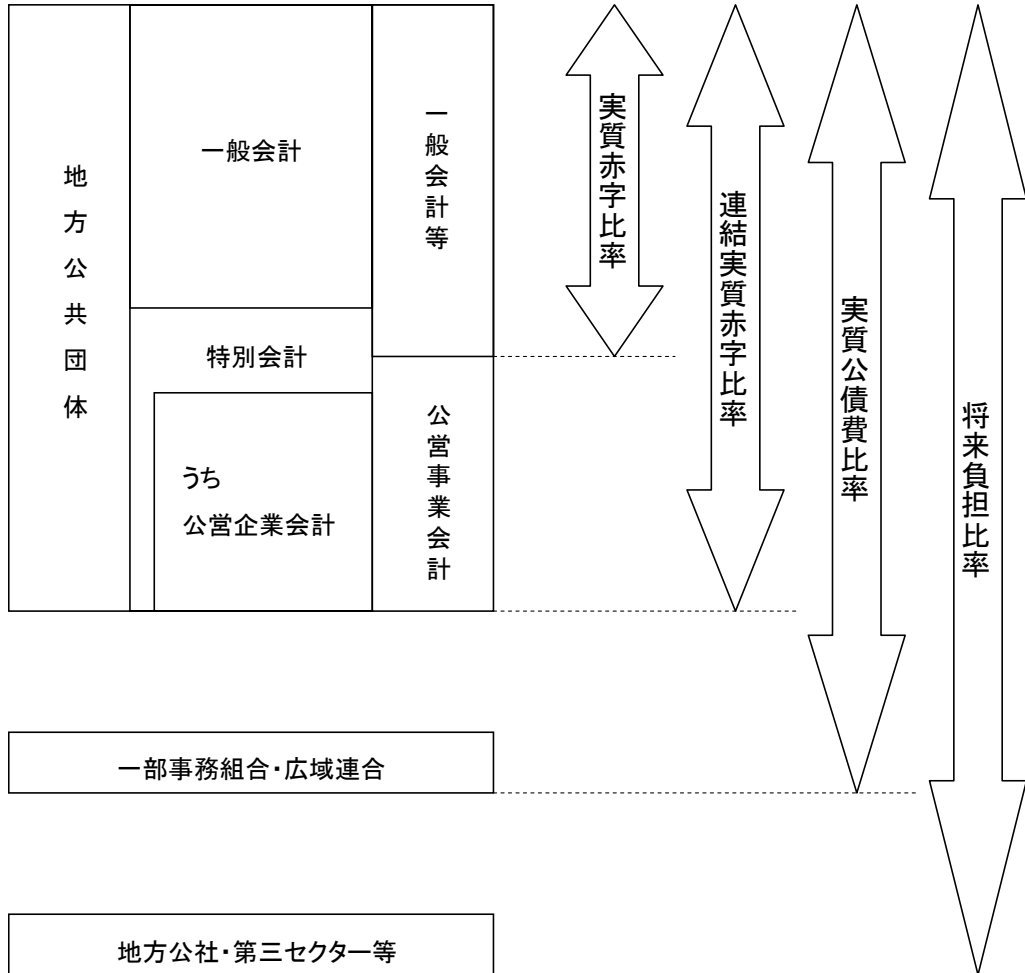 地方公共団体
一般会計
特別会計
うち
公営企業会計
一般会計等
公営事業会計
実質赤字比率
連結実質赤字比率
実質公債費比率
将来負担比率
一部事務組合・広域連合
地方公社・第三セクター等